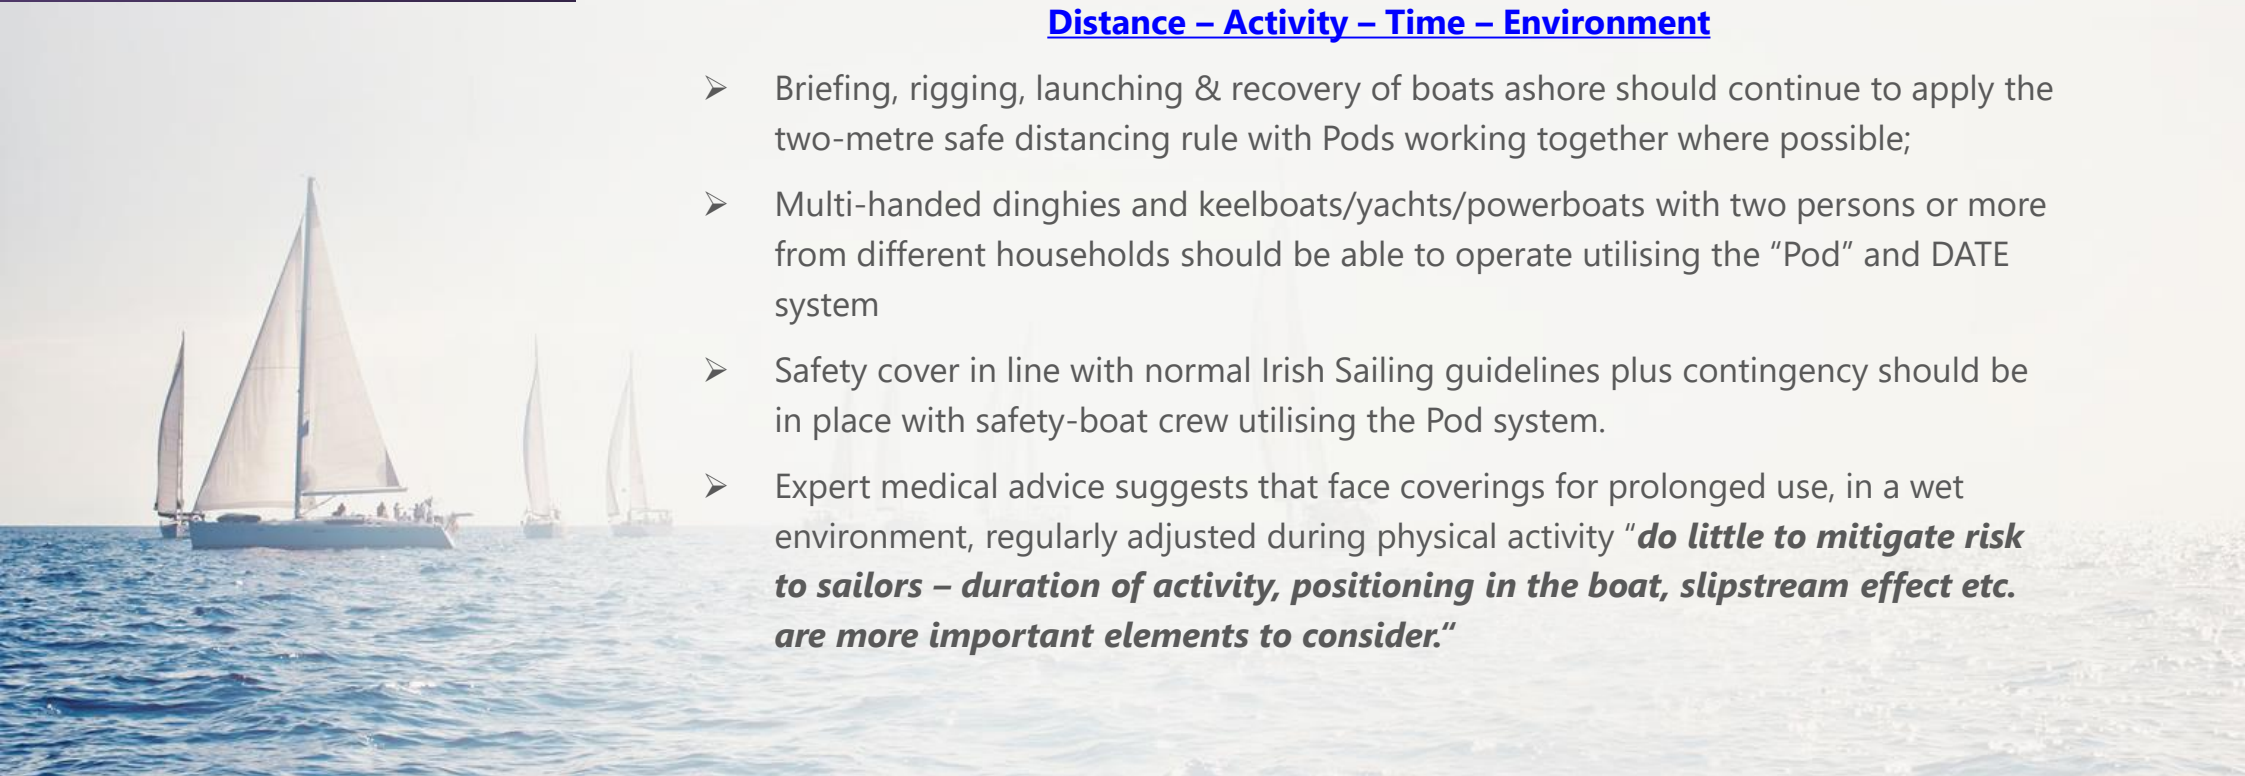 Distance – Activity – Time – Environment
➢ Briefing, rigging, launching & recovery of boats ashore should continue to apply the
two-metre safe distancing rule with Pods working together where possible;
➢ Multi-handed dinghies and keelboats/yachts/powerboats with two persons or more
from different households should be able to operate utilising the “Pod” and DATE
system
➢ Safety cover in line with normal Irish Sailing guidelines plus contingency should be
in place with safety-boat crew utilising the Pod system.
➢ Expert medical advice suggests that face coverings for prolonged use, in a wet
environment, regularly adjusted during physical activity “do little to mitigate risk
to sailors – duration of activity, positioning in the boat, slipstream effect etc.
are more important elements to consider.“